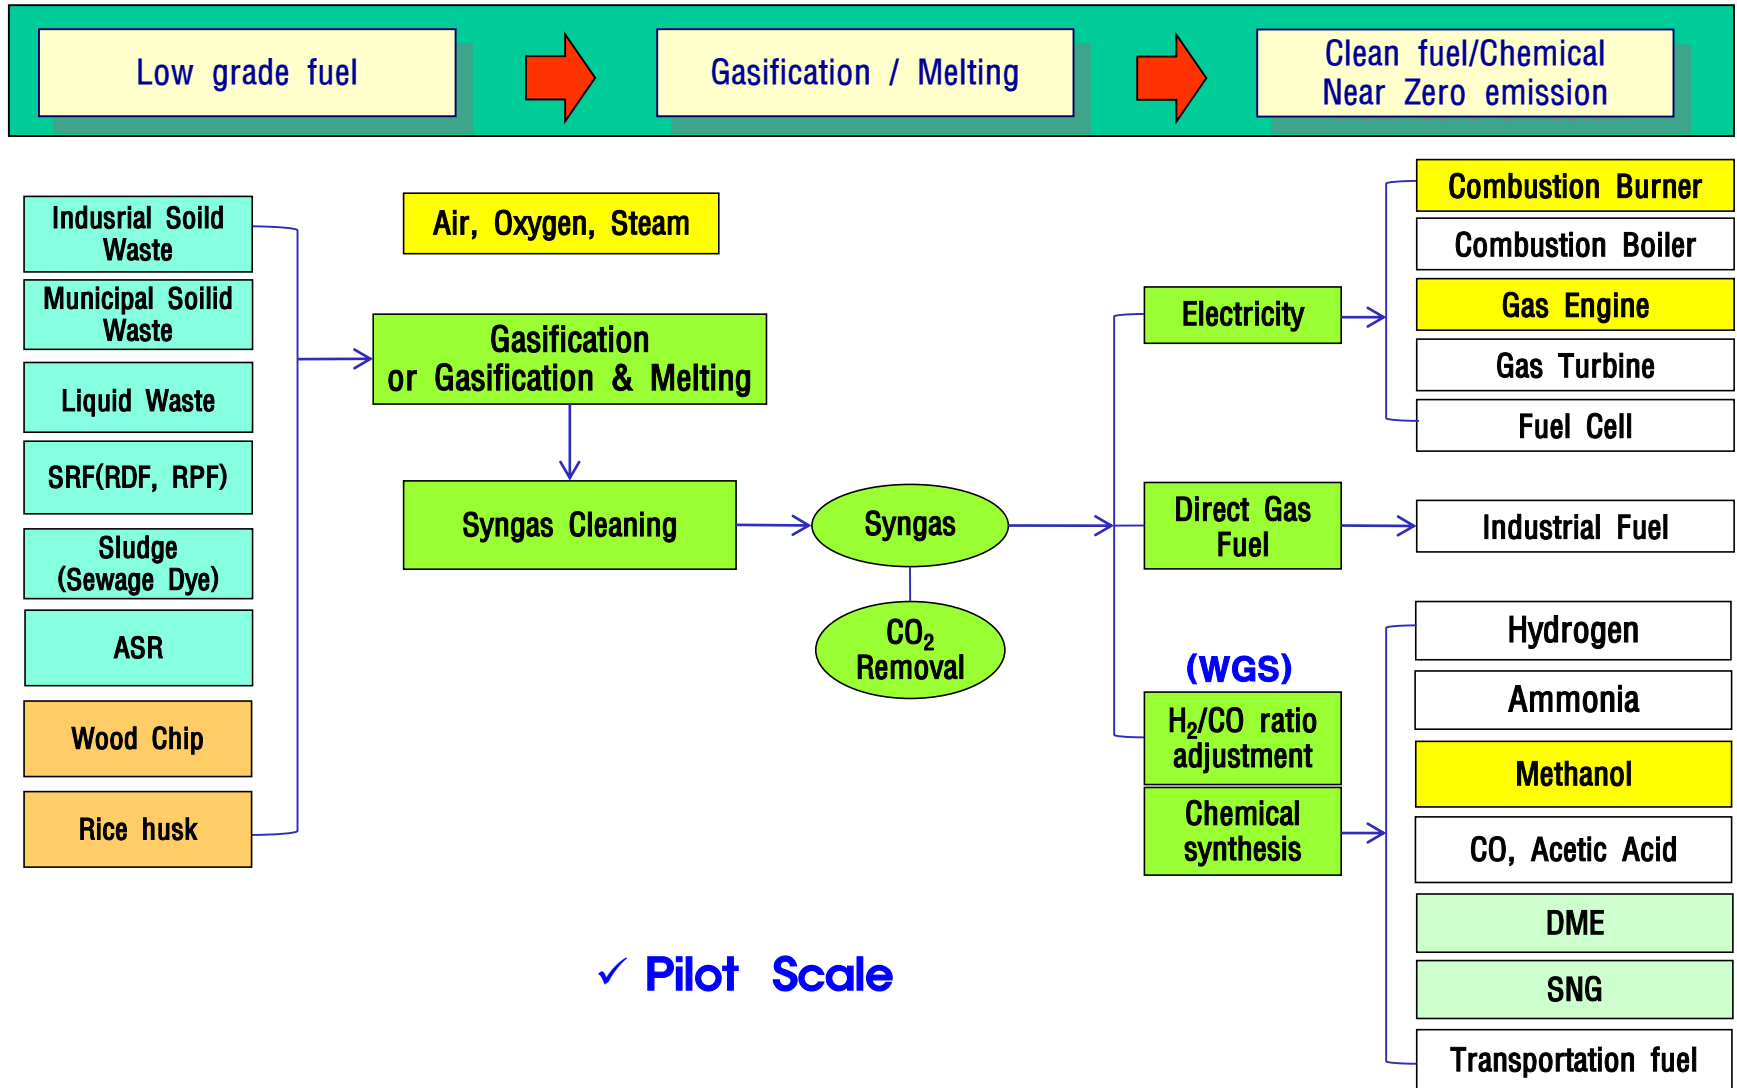 Low grade fuel
Gasification / Melting
Clean fuel/Chemical
Near Zero emission
Indusrial Soild
Waste
Municipal Soilid
Waste
Liquid Waste
SRF(RDF, RPF)
Sludge
(Sewage Dye)
ASR
Wood Chip
Rice husk
Air, Oxygen, Steam
Gasification
or Gasification & Melting
Syngas Cleaning
Syngas
CO₂
Removal
Electricity
Direct Gas
Fuel
(WGS)
H₂/CO ratio
adjustment
Chemical
synthesis
Combustion Burner
Combustion Boiler
Gas Engine
Gas Turbine
Fuel Cell
Industrial Fuel
Hydrogen
Ammonia
Methanol
CO, Acetic Acid
DME
SNG
Transportation fuel
✓ Pilot Scale